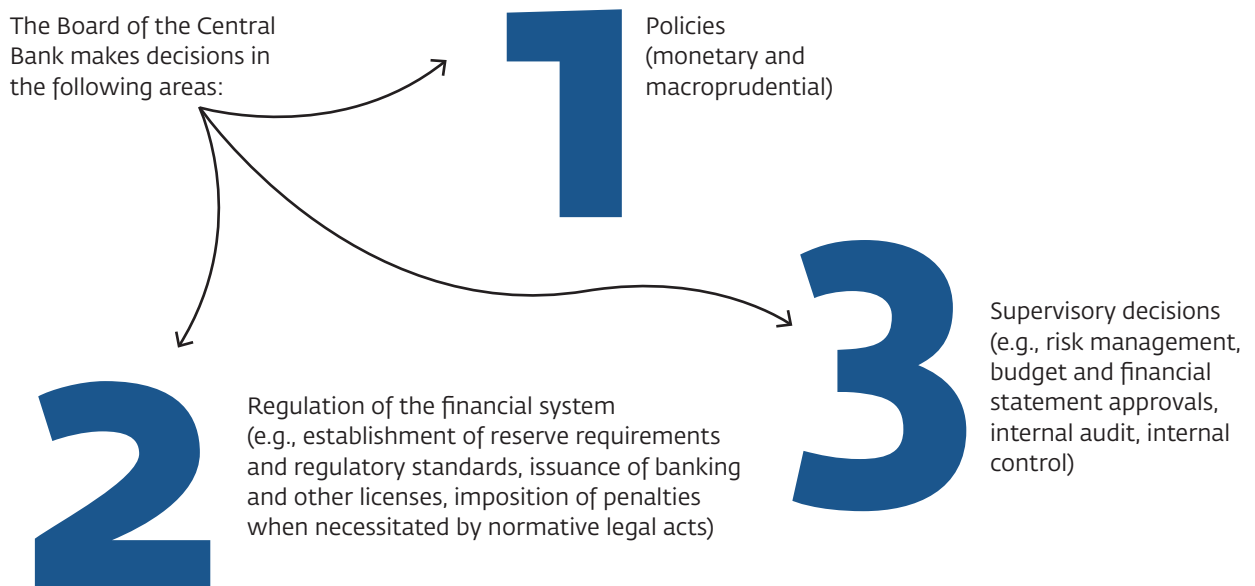 The Board of the Central
Bank makes decisions in
the following areas:
1
Policies
(monetary and
macroprudential)
2
Regulation of the financial system
(e.g., establishment of reserve requirements
and regulatory standards, issuance of banking
and other licenses, imposition of penalties
when necessitated by normative legal acts)
3
Supervisory decisions
(e.g., risk management,
budget and financial
statement approvals,
internal audit, internal
control)